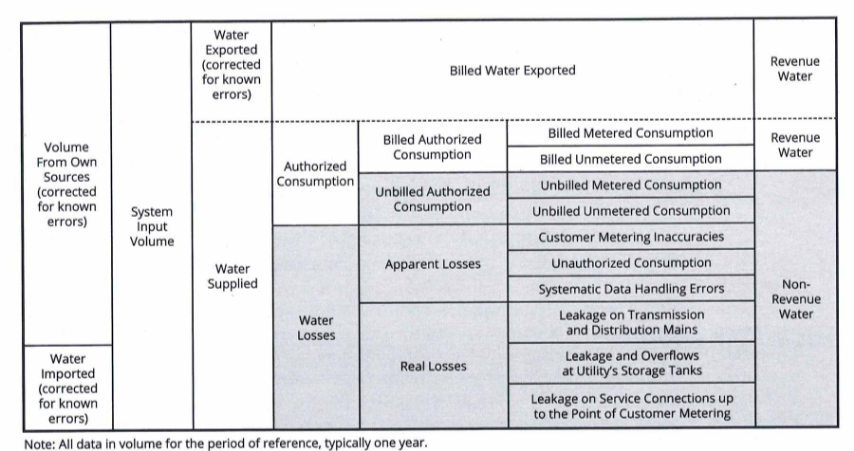 Volume
From Own
Sources
(corrected
for known
errors)
Water
Imported
(corrected
for known
errors)
System
Input
Volume
Water
Exported
(corrected
for known
errors)
Water
Supplied
Billed Water Exported
Revenue
Water
Authorized
Consumption
Billed Authorized
Consumption
Billed Metered Consumption
Billed Unmetered Consumption
Revenue
Water
Unbilled Authorized
Consumption
Unbilled Metered Consumption
Unbilled Unmetered Consumption
Water
Losses
Apparent Losses
Customer Metering Inaccuracies
Unauthorized Consumption
Systematic Data Handling Errors
Real Losses
Leakage on Transmission
and Distribution Mains
Leakage and Overflows
at Utility's Storage Tanks
Leakage on Service Connections up
to the Point of Customer Metering
Non-
Revenue
Water
Note: All data in volume for the period of reference, typically one year.